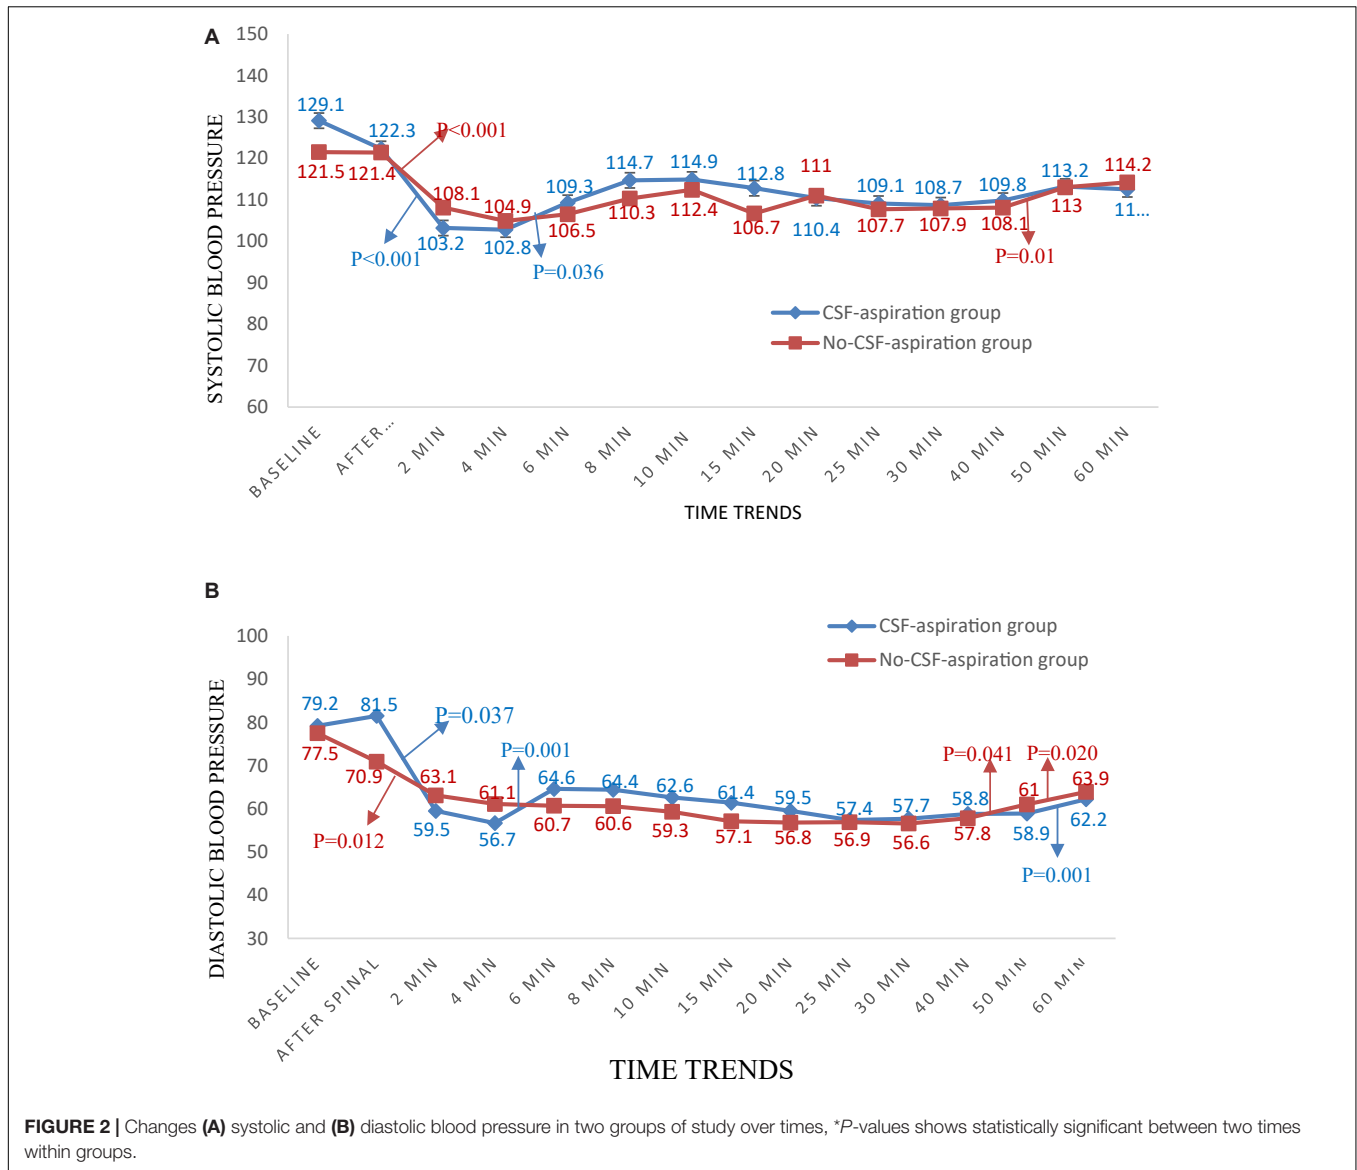 A
150
140
130
120
110
100
90
80
70
60
SYSTOLIC BLOOD PRESSURE
129.1
122.3
P<0.001
121.5
121.4
108.1
103.2
P<0.001
104.9
102.8
P=0.036
109.3
106.5
114.7
110.3
114.9
112.4
112.8
106.7
111
110.4
109.1
107.7
108.7
107.9
109.8
108.1
P=0.01
113.2
113
114.2
11...
CSF-aspiration group
No-CSF-aspiration group
BASELINE
AFTER...
2 MIN
4 MIN
6 MIN
8 MIN
10 MIN
15 MIN
20 MIN
25 MIN
30 MIN
40 MIN
50 MIN
60 MIN
TIME TRENDS
B
CSF-aspiration group
No-CSF-aspiration group
100
90
80
70
60
50
40
30
DIASTOLIC BLOOD PRESSURE
79.2
77.5
81.5
70.9
P=0.037
P=0.012
63.1
59.5
61.1
56.7
P=0.001
64.6
60.7
64.4
60.6
62.6
59.3
61.4
57.1
59.5
56.8
57.4
56.9
57.7
56.6
58.8
57.8
P=0.041
P=0.020
61
58.9
63.9
62.2
P=0.001
BASELINE
AFTER SPINAL
2 MIN
4 MIN
6 MIN
8 MIN
10 MIN
15 MIN
20 MIN
25 MIN
30 MIN
40 MIN
50 MIN
60 MIN
TIME TRENDS
FIGURE 2 | Changes (A) systolic and (B) diastolic blood pressure in two groups of study over times, *P-values shows statistically significant between two times
within groups.